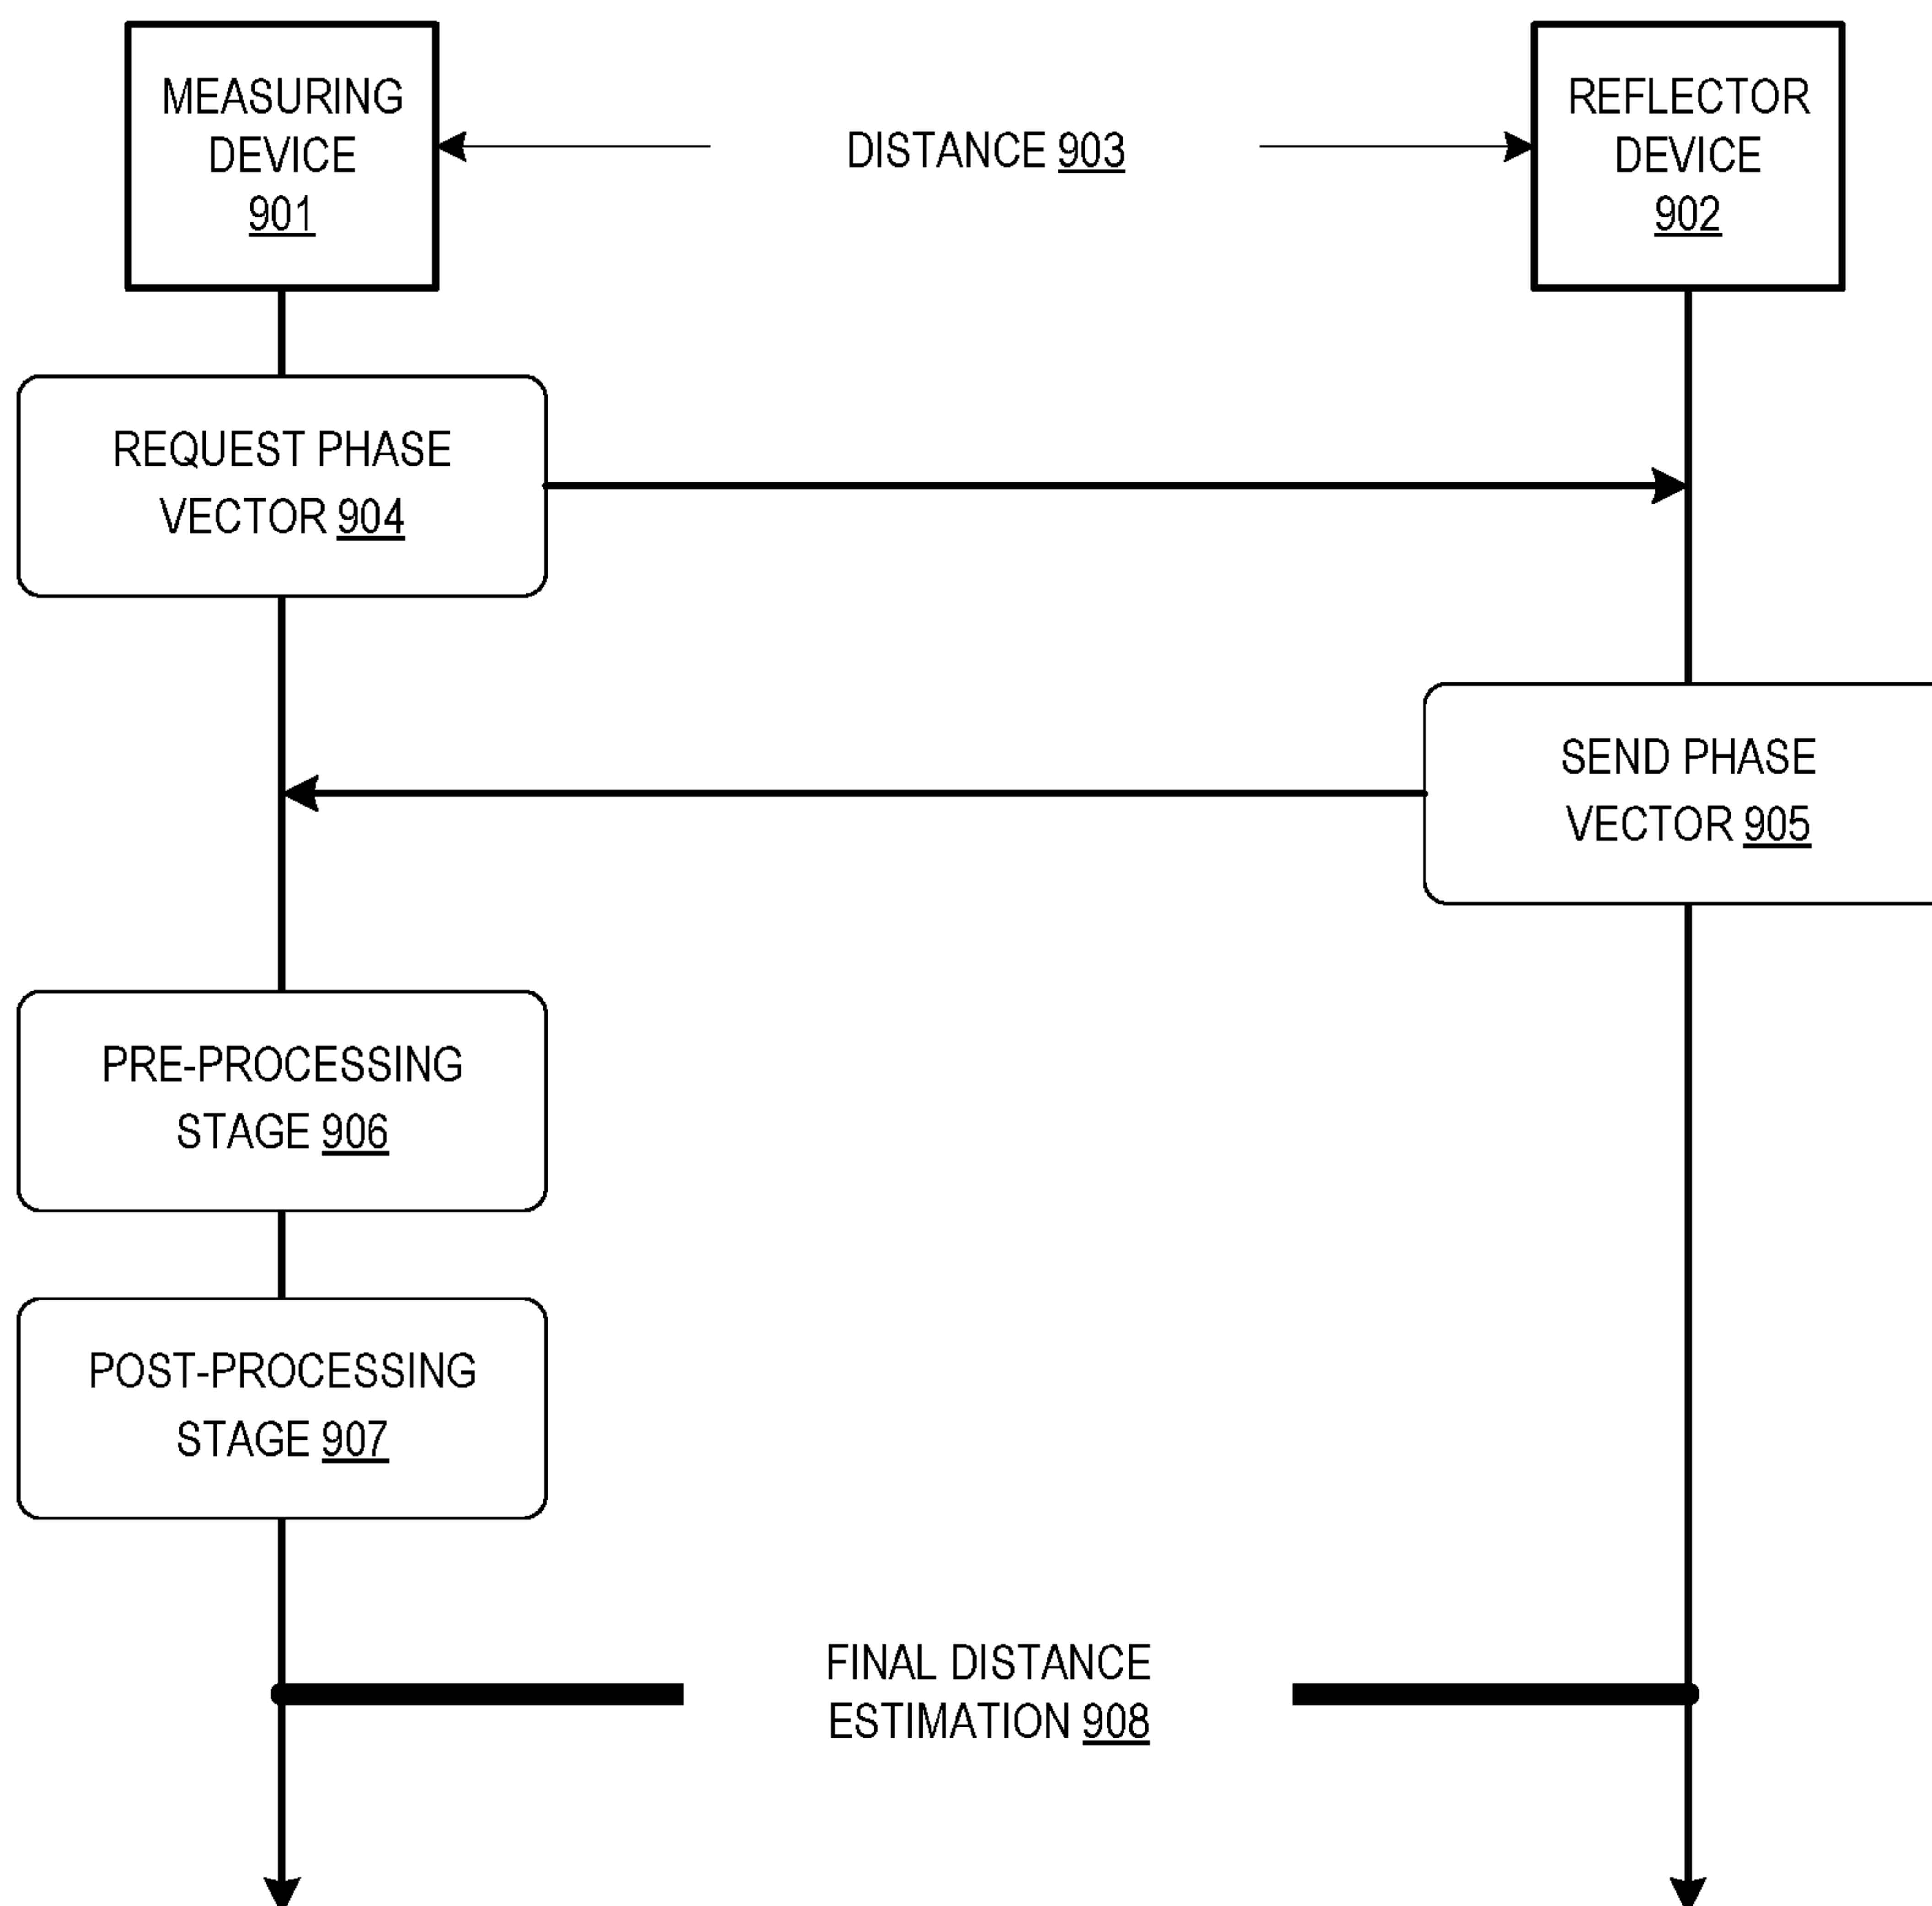 MEASURING
DEVICE
901
DISTANCE 903
REFLECTOR
DEVICE
902
REQUEST PHASE
VECTOR 904
SEND PHASE
VECTOR 905
PRE-PROCESSING
STAGE 906
POST-PROCESSING
STAGE 907
FINAL DISTANCE
ESTIMATION 908